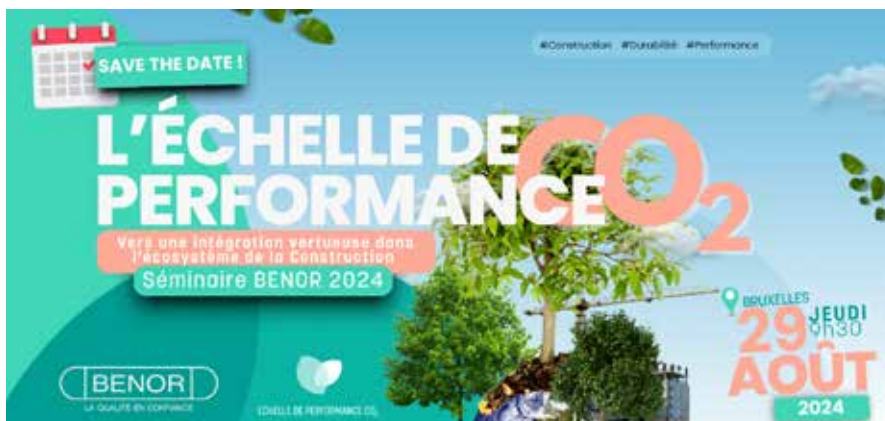 #Construction #Durabilité #Performance
SAVE THE DATE !
L'ÉCHELLE DE CO2
PERFORMANCE
Vers une intégration vertueuse dans
l'écosystème de la Construction
Séminaire BENOR 2024
BRUXELLES
29 JEUDI
9h30
AOÛT
2024
BENOR
LA QUALITÉ EN CONFIANCE
ECHELLE DE PERFORMANCE CO2